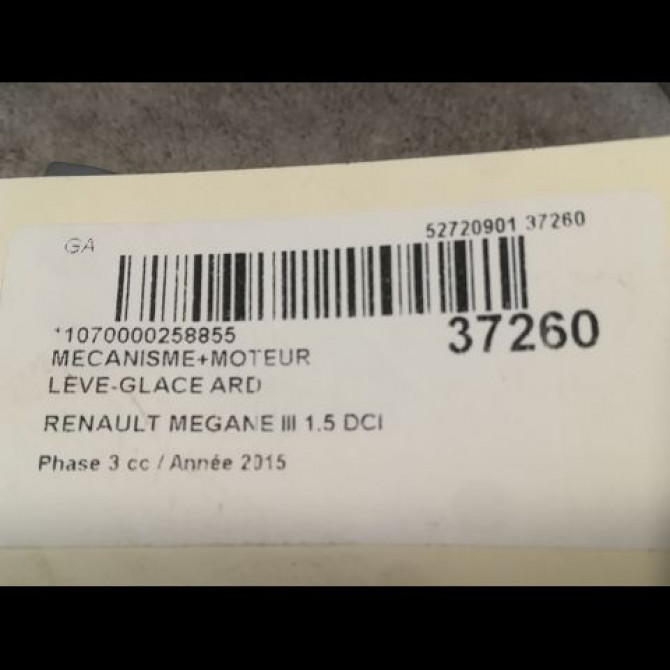 GA
52720901 37260
*1070000258855
37260
MECANISME+MOTEUR
LÈVE-GLACE ARD
RENAULT MEGANE III 1.5 DCI
Phase 3 cc / Année 2015